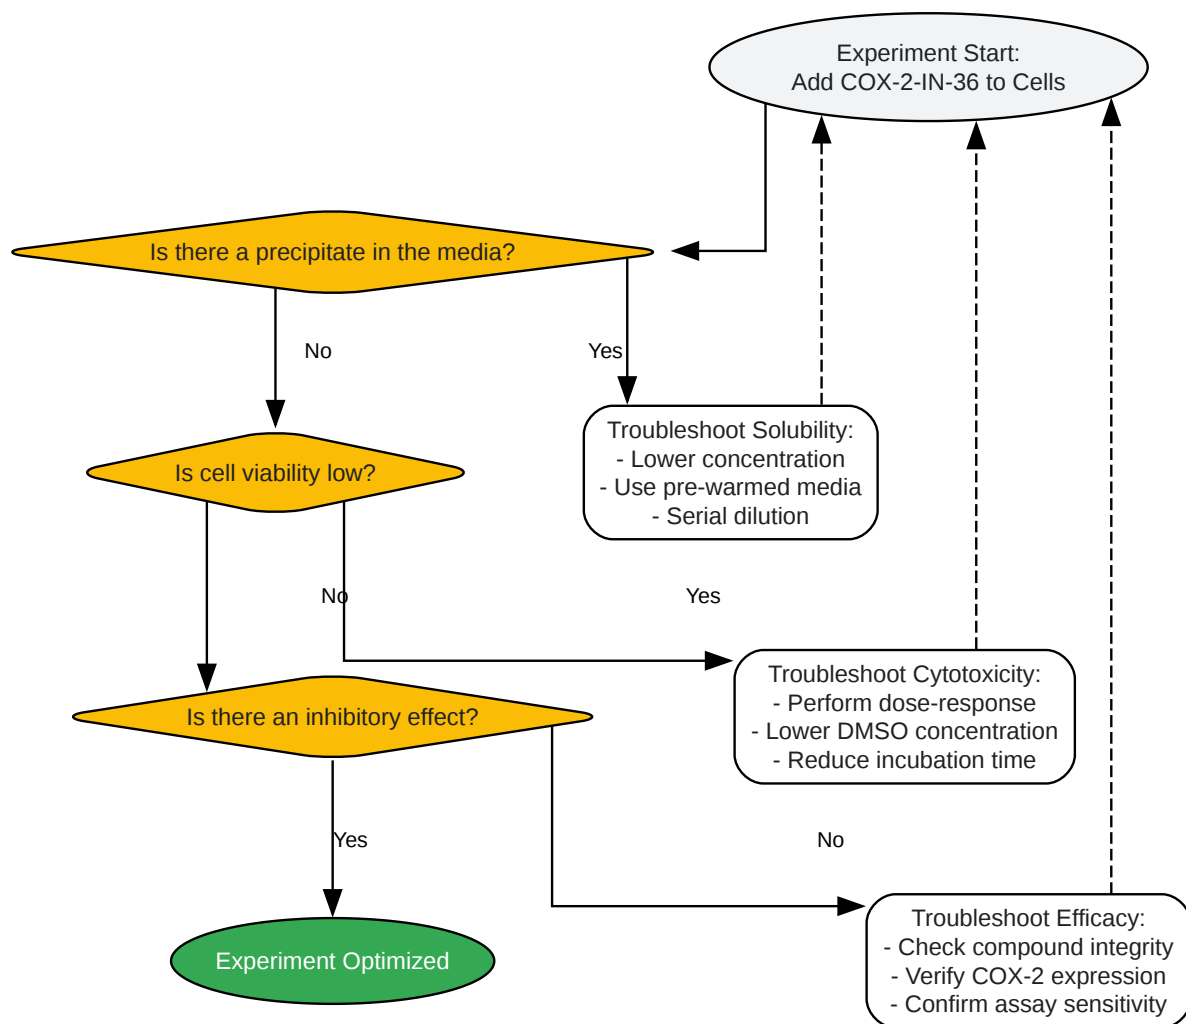 Experiment Start:
Add COX-2-IN-36 to Cells
Is there a precipitate in the media?
No
Yes
Troubleshoot Solubility:
- Lower concentration
- Use pre-warmed media
- Serial dilution
Is cell viability low?
No
Yes
Troubleshoot Cytotoxicity:
- Perform dose-response
- Lower DMSO concentration
- Reduce incubation time
Is there an inhibitory effect?
Yes
No
Experiment Optimized
Troubleshoot Efficacy:
- Check compound integrity
- Verify COX-2 expression
- Confirm assay sensitivity